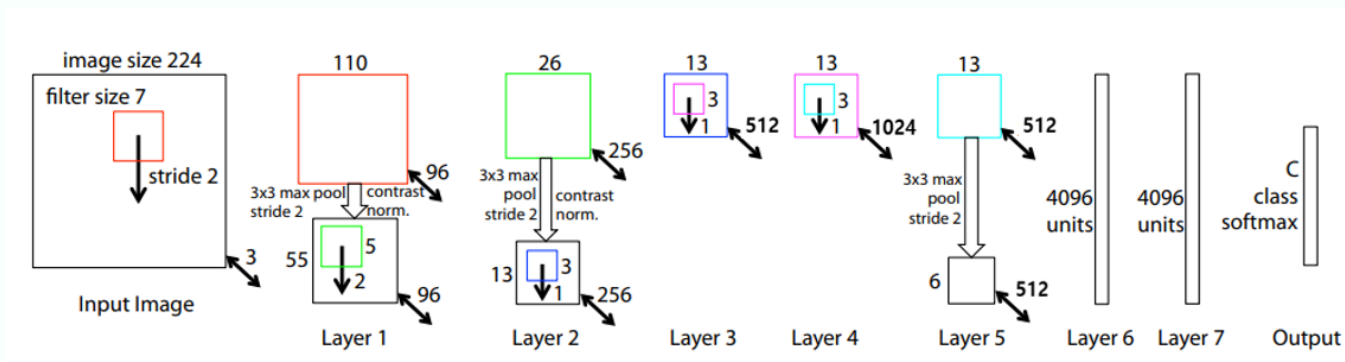 image size 224
filter size 7
stride 2
3
Input Image
110
96
3x3 max pool
stride 2
contrast
norm.
55
5
2
96
Layer 1
26
256
3x3 max
pool
stride 2
contrast
norm.
13
3
1
256
Layer 2
13
3
1
512
Layer 3
13
3
1
1024
Layer 4
13
512
3x3 max
pool
stride 2
6
512
Layer 5
4096
units
Layer 6
4096
units
Layer 7
C
class
softmax
Output